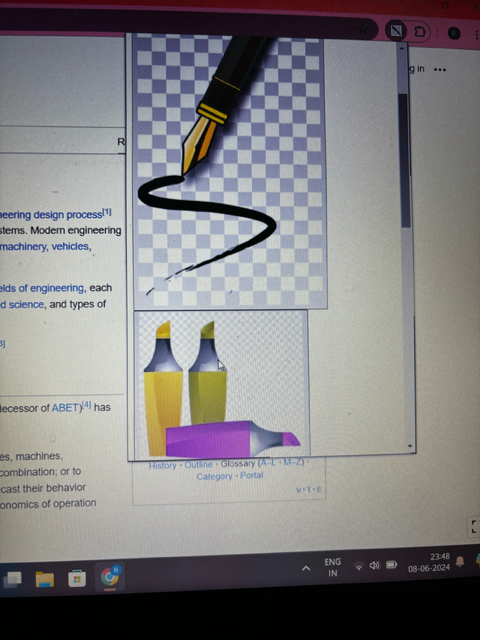 g in
R
neering design process[1]
stems. Modern engineering
machinery, vehicles,
elds of engineering, each
d science, and types of
3]
decessor of ABET)[4] has
es, machines,
combination; or to
cast their behavior
onomics of operation
History · Outline · Glossary (A–L · M–Z) ·
Category · Portal
V · T · E
ENG
IN
23:48
08-06-2024